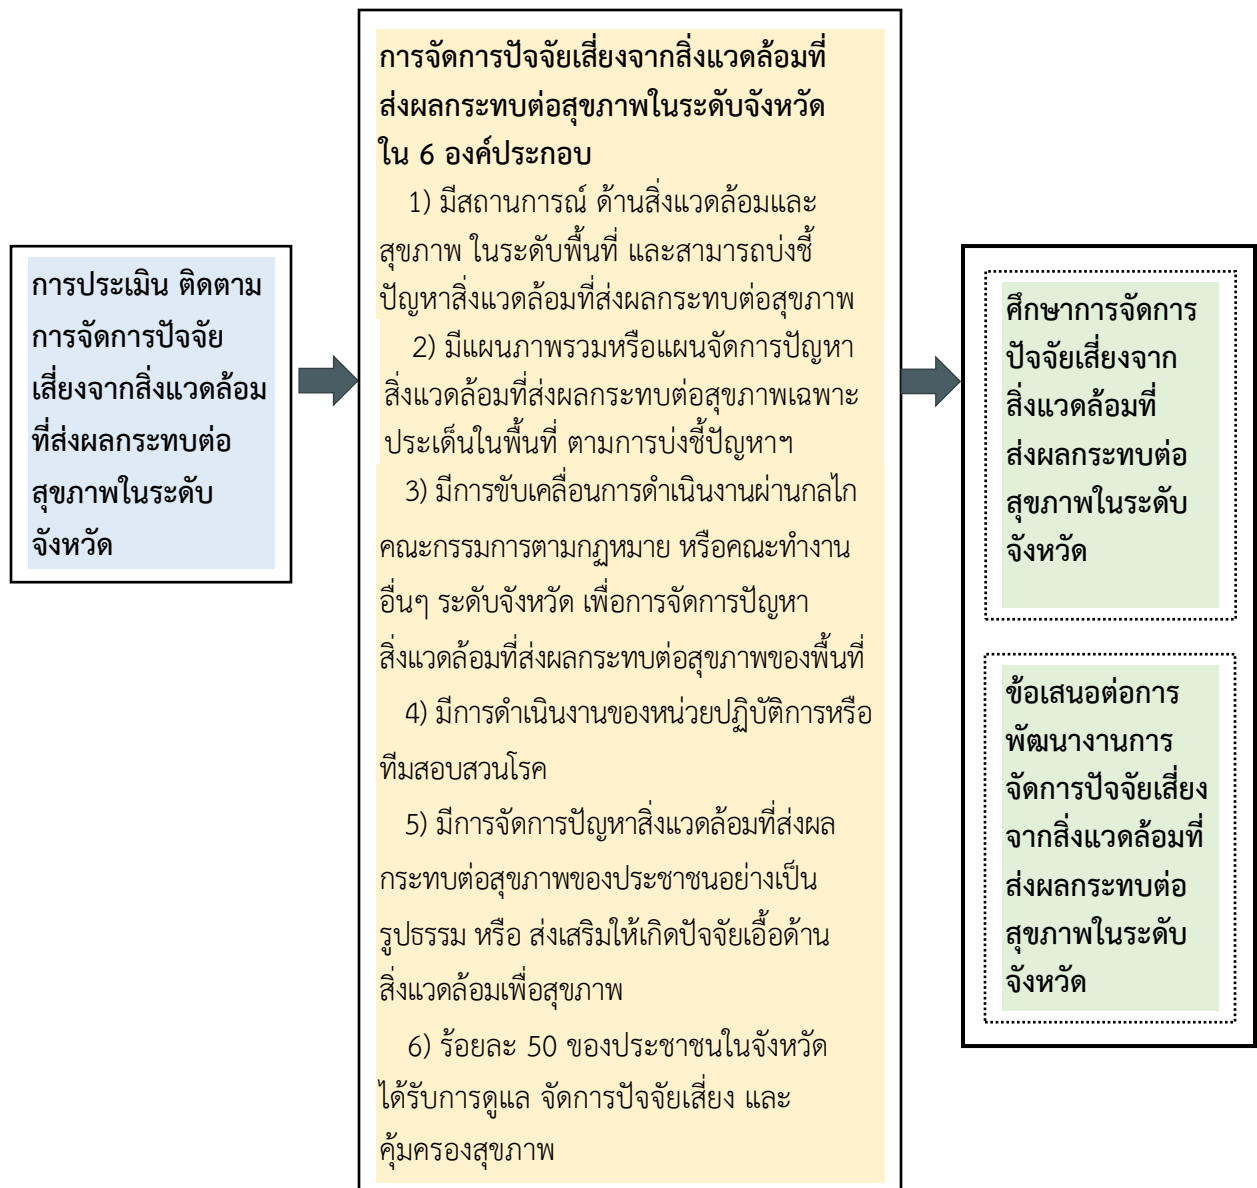 การประเมิน ติดตาม
การจัดการปัจจัย
เสี่ยงจากสิ่งแวดล้อม
ที่ส่งผลกระทบต่อ
สุขภาพในระดับ
จังหวัด
การจัดการปัจจัยเสี่ยงจากสิ่งแวดล้อมที่
ส่งผลกระทบต่อสุขภาพในระดับจังหวัด
ใน 6 องค์ประกอบ
1) มีสถานการณ์ ด้านสิ่งแวดล้อมและ
สุขภาพ ในระดับพื้นที่ และสามารถบ่งชี้
ปัญหาสิ่งแวดล้อมที่ส่งผลกระทบต่อสุขภาพ
2) มีแผนภาพรวมหรือแผนจัดการปัญหา
สิ่งแวดล้อมที่ส่งผลกระทบต่อสุขภาพเฉพาะ
ประเด็นในพื้นที่ ตามการบ่งชี้ปัญหาฯ
3) มีการขับเคลื่อนการดำเนินงานผ่านกลไก
คณะกรรมการตามกฎหมาย หรือคณะทำงาน
อื่นๆ ระดับจังหวัด เพื่อการจัดการปัญหา
สิ่งแวดล้อมที่ส่งผลกระทบต่อสุขภาพของพื้นที่
4) มีการดำเนินงานของหน่วยปฏิบัติการหรือ
ทีมสอบสวนโรค
5) มีการจัดการปัญหาสิ่งแวดล้อมที่ส่งผล
กระทบต่อสุขภาพของประชาชนอย่างเป็น
รูปธรรม หรือ ส่งเสริมให้เกิดปัจจัยเอื้อด้าน
สิ่งแวดล้อมเพื่อสุขภาพ
6) ร้อยละ 50 ของประชาชนในจังหวัด
ได้รับการดูแล จัดการปัจจัยเสี่ยง และ
คุ้มครองสุขภาพ
ศึกษาการจัดการ
ปัจจัยเสี่ยงจาก
สิ่งแวดล้อมที่
ส่งผลกระทบต่อ
สุขภาพในระดับ
จังหวัด
ข้อเสนอต่อการ
พัฒนางานการ
จัดการปัจจัยเสี่ยง
จากสิ่งแวดล้อมที่
ส่งผลกระทบต่อ
สุขภาพในระดับ
จังหวัด